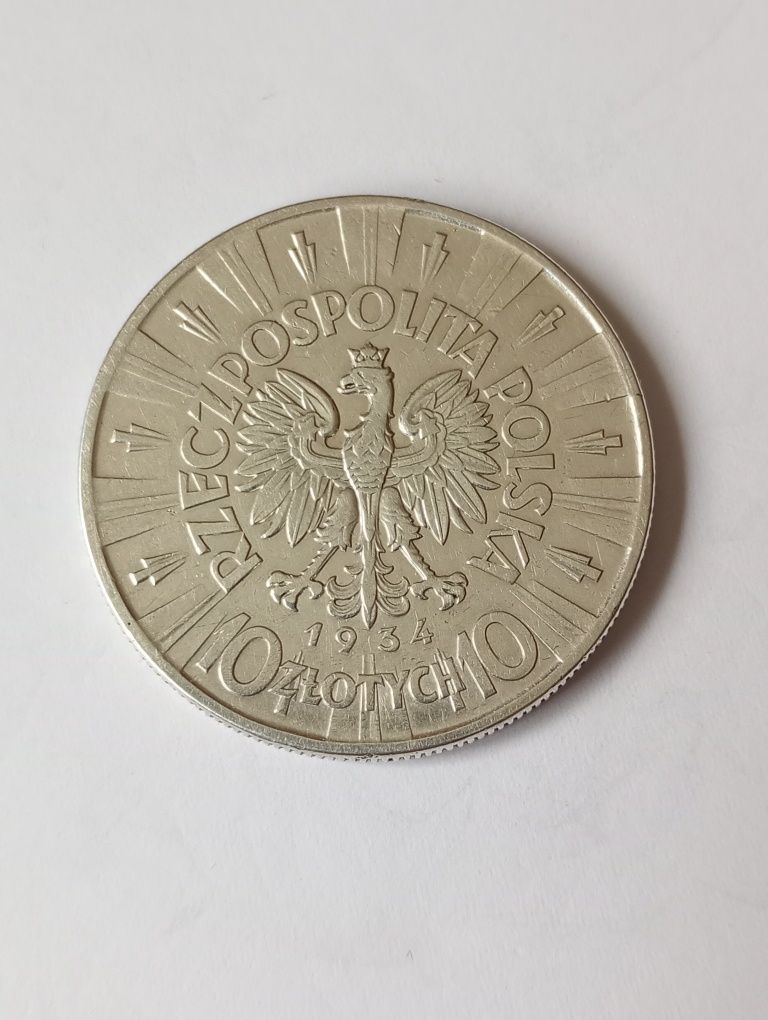 RZECZPOSPOLITA POLSKA
1934
10 ZŁOTYCH 10